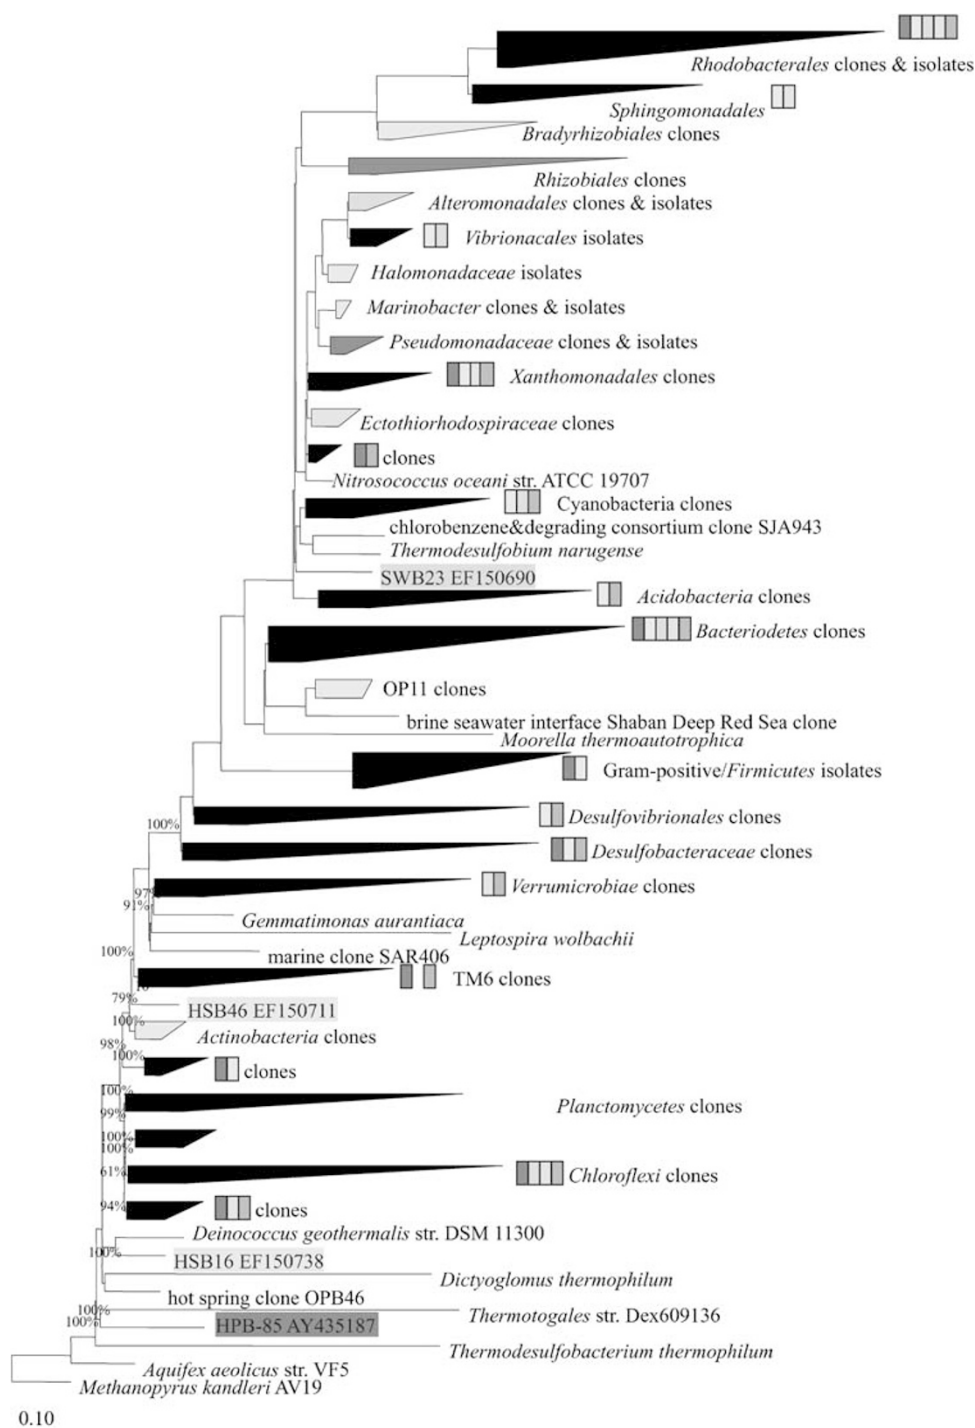 Rhodobacterales clones & isolates
Sphingomonadales
Bradyrhizobiales clones
Rhizobiales clones
Alteromonadales clones & isolates
Vibrionacales isolates
Halomonadaceae isolates
Marinobacter clones & isolates
Pseudomonadaceae clones & isolates
Xanthomonadales clones
Ectothiorhodospiraceae clones
clones
Nitrosococcus oceani str. ATCC 19707
Cyanobacteria clones
chlorobenzene&degrading consortium clone SJA943
Thermodesulfobium narugense
SWB23 EF150690
Acidobacteria clones
Bacteriodetes clones
OP11 clones
brine seawater interface Shaban Deep Red Sea clone
Moorella thermoautotrophica
Gram-positive/Firmicutes isolates
Desulfovibrionales clones
100%
Desulfobacteraceae clones
Verrumicrobiae clones
91%
Gemmatimonas aurantiaca
Leptospira wolbachii
100%
marine clone SAR406
TM6 clones
79%
HSB46 EF150711
100%
Actinobacteria clones
98%
100%
clones
100%
Planctomycetes clones
99%
100%
100%
61%
Chloroflexi clones
94%
clones
Deinococcus geothermalis str. DSM 11300
100%
HSB16 EF150738
Dictyoglomus thermophilum
hot spring clone OPB46
100%
Thermotogales str. Dex609136
100%
HPB-85 AY435187
Thermodesulfobacterium thermophilum
Aquifex aeolicus str. VF5
Methanopyrus kandleri AV19
0.10